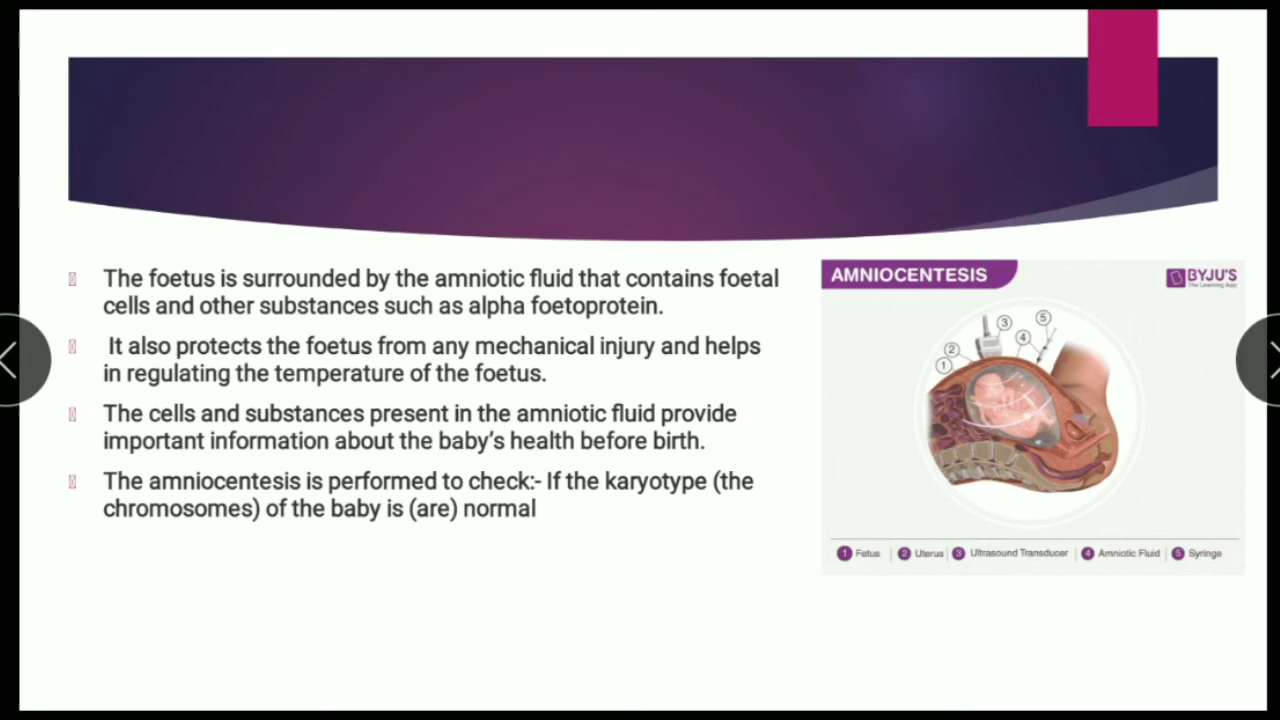 The foetus is surrounded by the amniotic fluid that contains foetal
cells and other substances such as alpha foetoprotein.
It also protects the foetus from any mechanical injury and helps
in regulating the temperature of the foetus.
The cells and substances present in the amniotic fluid provide
important information about the baby’s health before birth.
The amniocentesis is performed to check:- If the karyotype (the
chromosomes) of the baby is (are) normal
AMNIOCENTESIS
BYJU'S
The Learning App
3
5
2
4
1
1 Fetus 2 Uterus 3 Ultrasound Transducer 4 Amniotic Fluid 5 Syringe